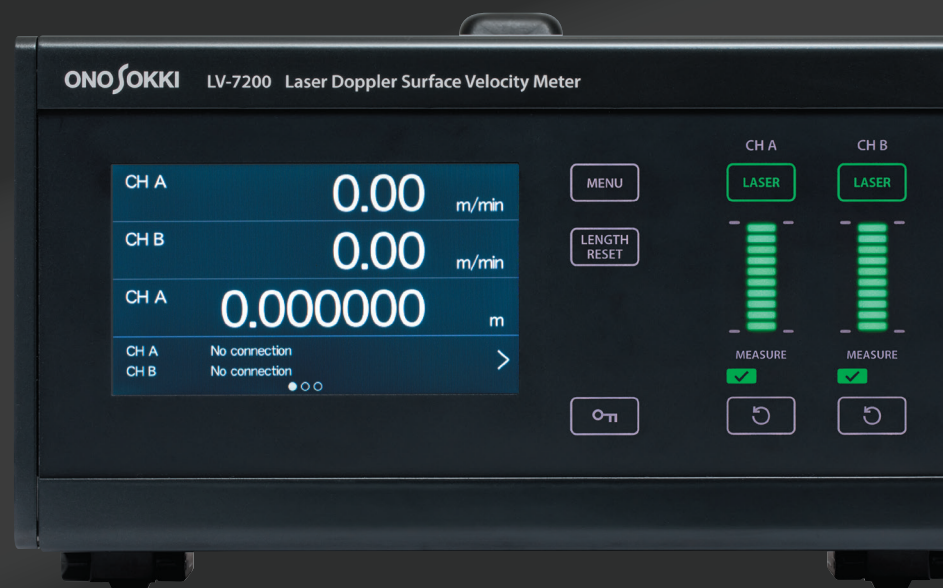 ONO SOKKI LV-7200 Laser Doppler Surface Velocity Meter
CH A 0.00 m/min
CH B 0.00 m/min
CH A 0.000000 m
CH A No connection
CH B No connection
MENU
LENGTH
RESET
CH A CH B
LASER LASER
MEASURE MEASURE